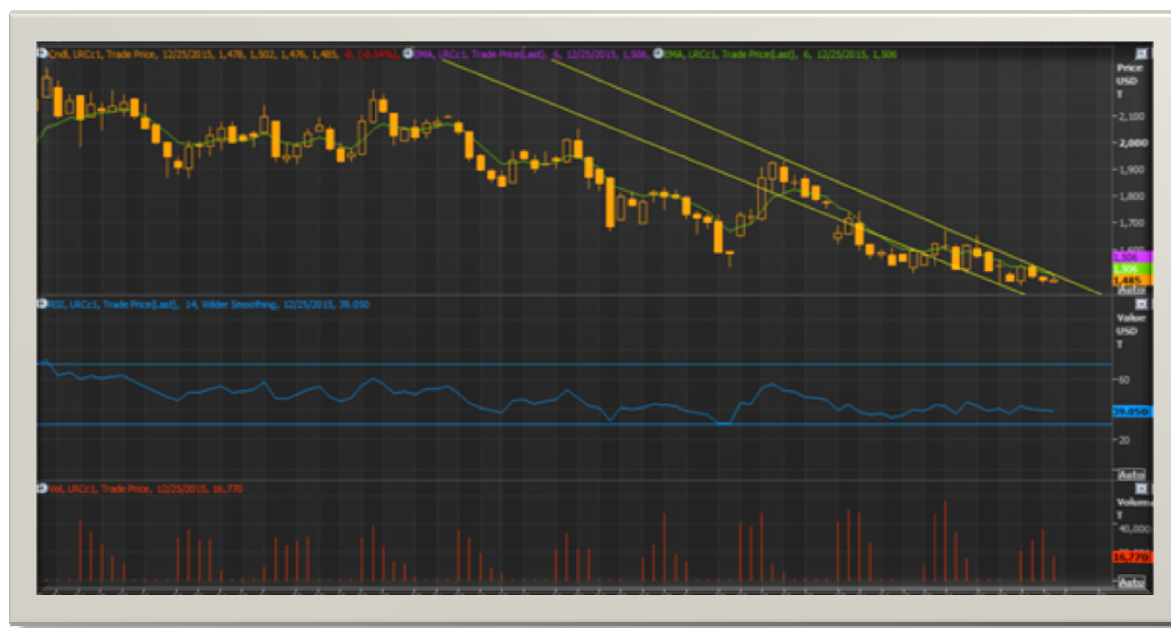 Cndl, LRCc1, Trade Price, 12/25/2015, 1,478, 1,502, 1,476, 1,485, -9, (-0.59%), EMA, LRCc1, Trade Price(Last), 6, 12/25/2015, 1,506, EMA, LRCc1, Trade Price(Last), 6, 12/25/2015, 1,506
Price
USD
T
2,100
2,000
1,900
1,800
1,700
1,600
1,506
1,506
1,485
Auto
RSI, LRCc1, Trade Price(Last), 14, Wilder Smoothing, 12/25/2015, 39.050
Value
USD
T
60
39.050
20
Auto
Vol, LRCc1, Trade Price, 12/25/2015, 16,770
Volume
T
40,000
16,770
Auto